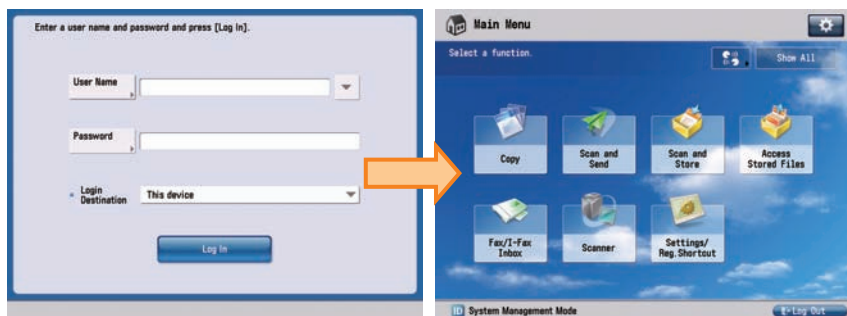 Enter a user name and password and press [Log In].
User Name
Password
Login
Destination
This device
Log In
Main Menu
Select a function.
Show All
Copy
Scan and
Send
Scan and
Store
Access
Stored Files
Fax/I-Fax
Inbox
Scanner
Settings/
Reg.Shortcut
ID System Management Mode
Log Out